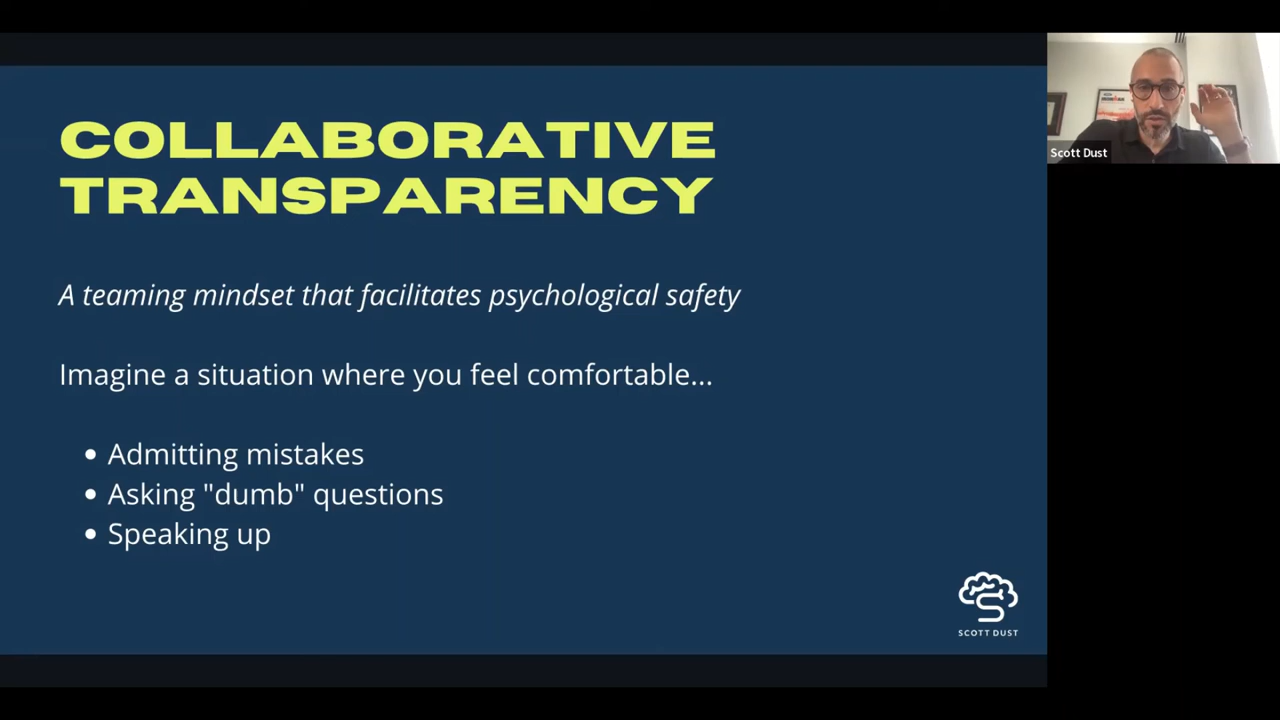 COLLABORATIVE
TRANSPARENCY
A teaming mindset that facilitates psychological safety
Imagine a situation where you feel comfortable...
• Admitting mistakes
• Asking "dumb" questions
• Speaking up
SCOTT DUST
Scott Dust